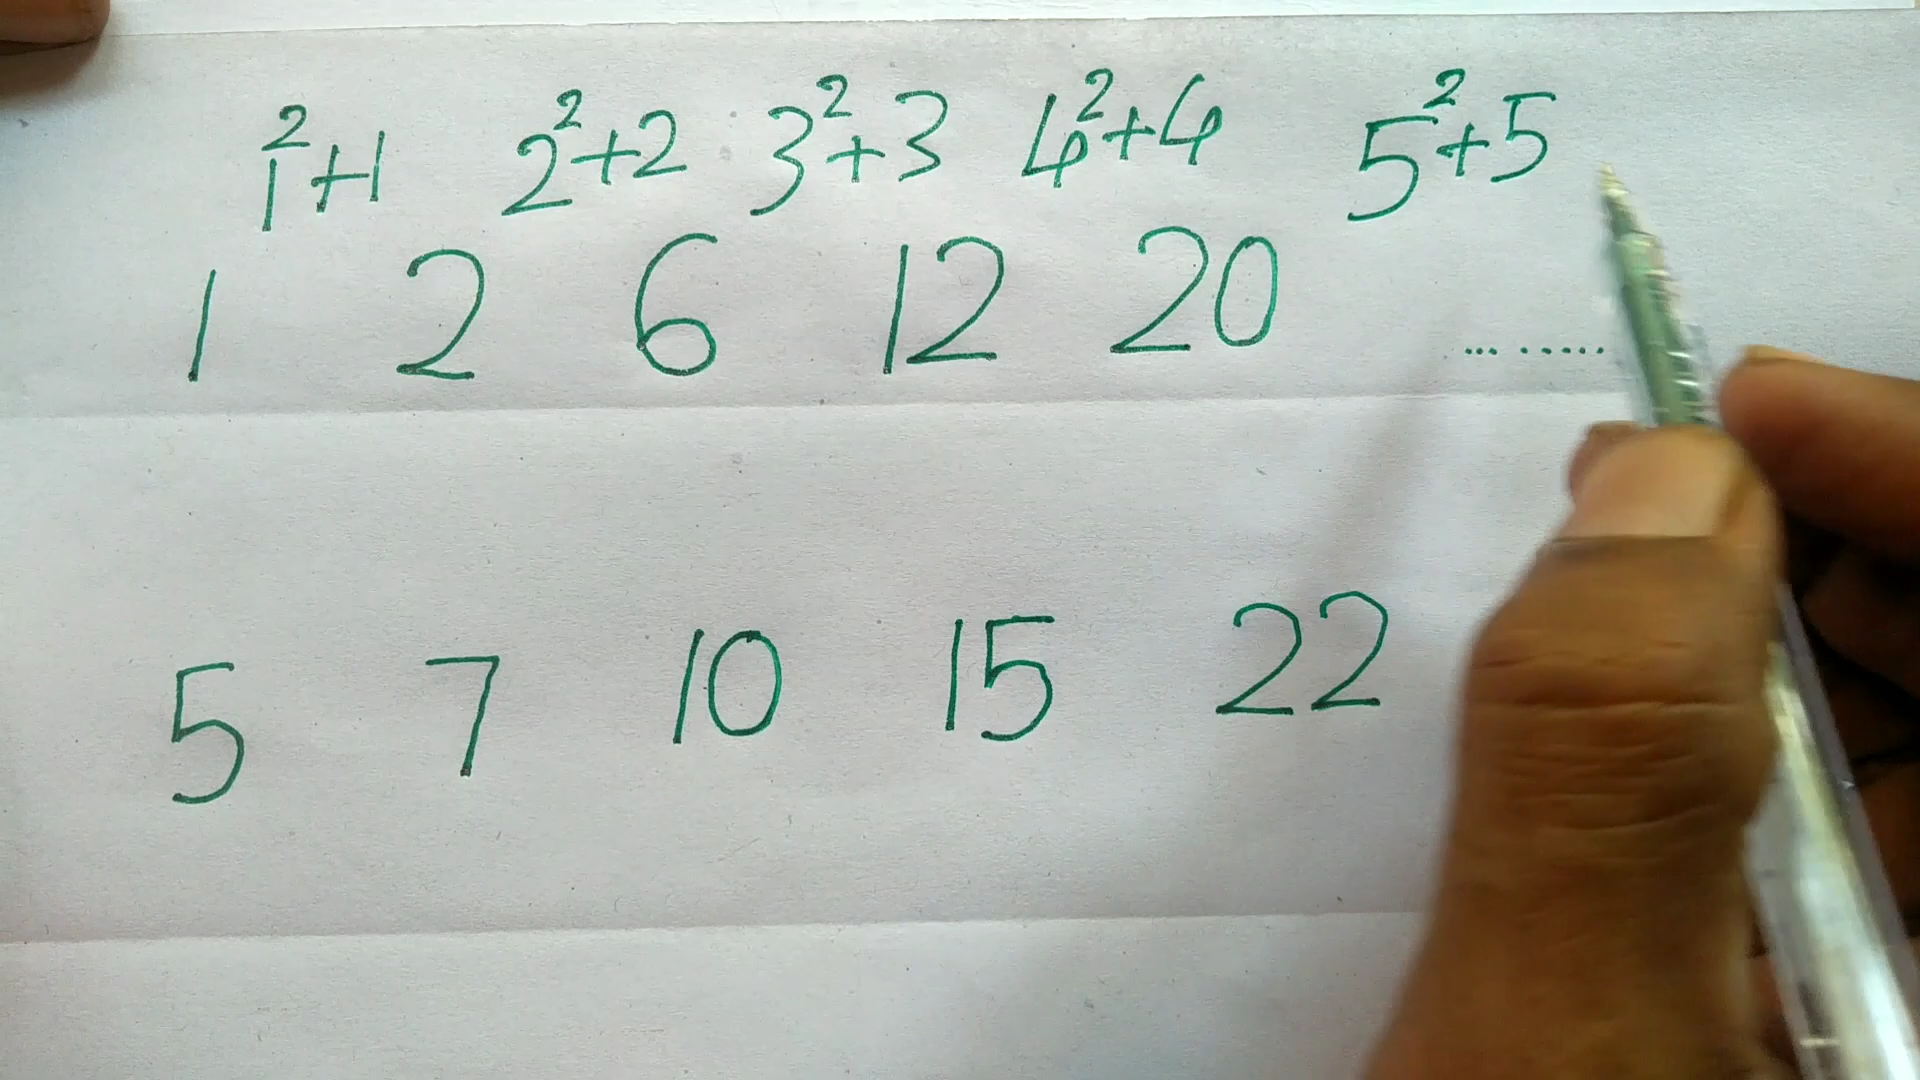 1²+1 2²+2 3²+3 4²+4 5²+5
1 2 6 12 20 ........
5 7 10 15 22